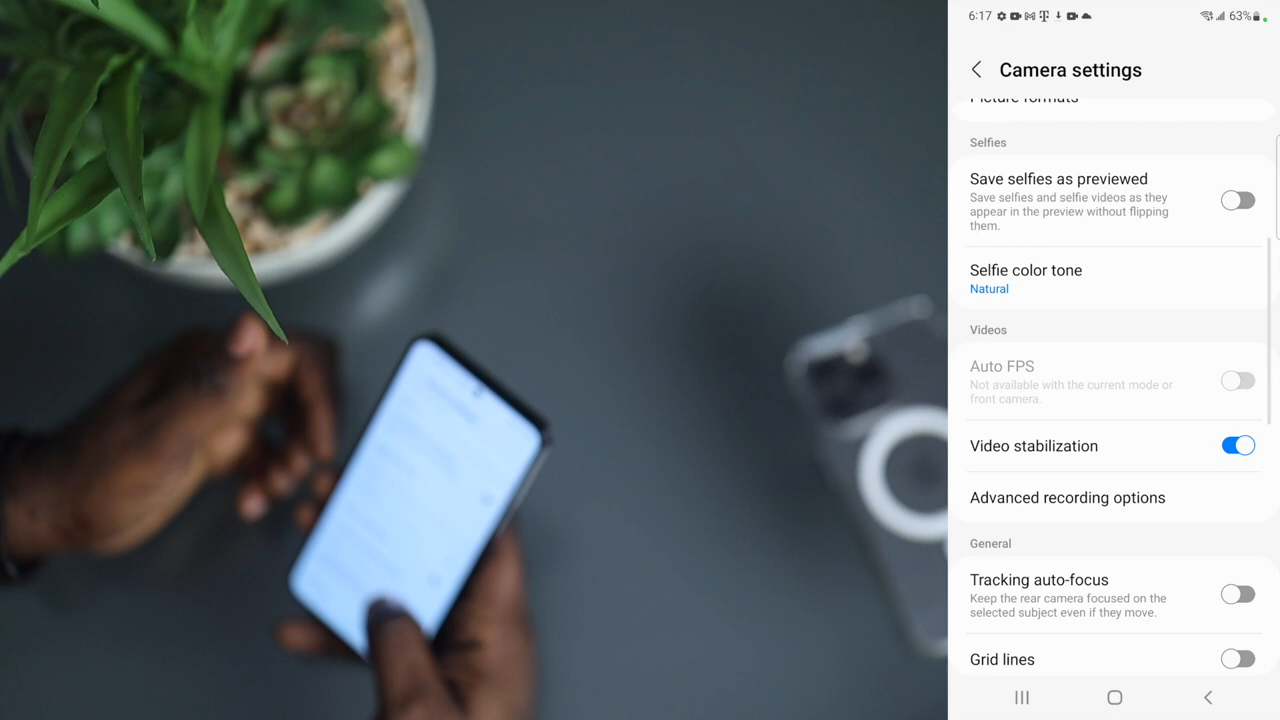 6:17
63%
Camera settings
Picture formats
Selfies
Save selfies as previewed
Save selfies and selfie videos as they
appear in the preview without flipping
them.
Selfie color tone
Natural
Videos
Auto FPS
Not available with the current mode or
front camera.
Video stabilization
Advanced recording options
General
Tracking auto-focus
Keep the rear camera focused on the
selected subject even if they move.
Grid lines